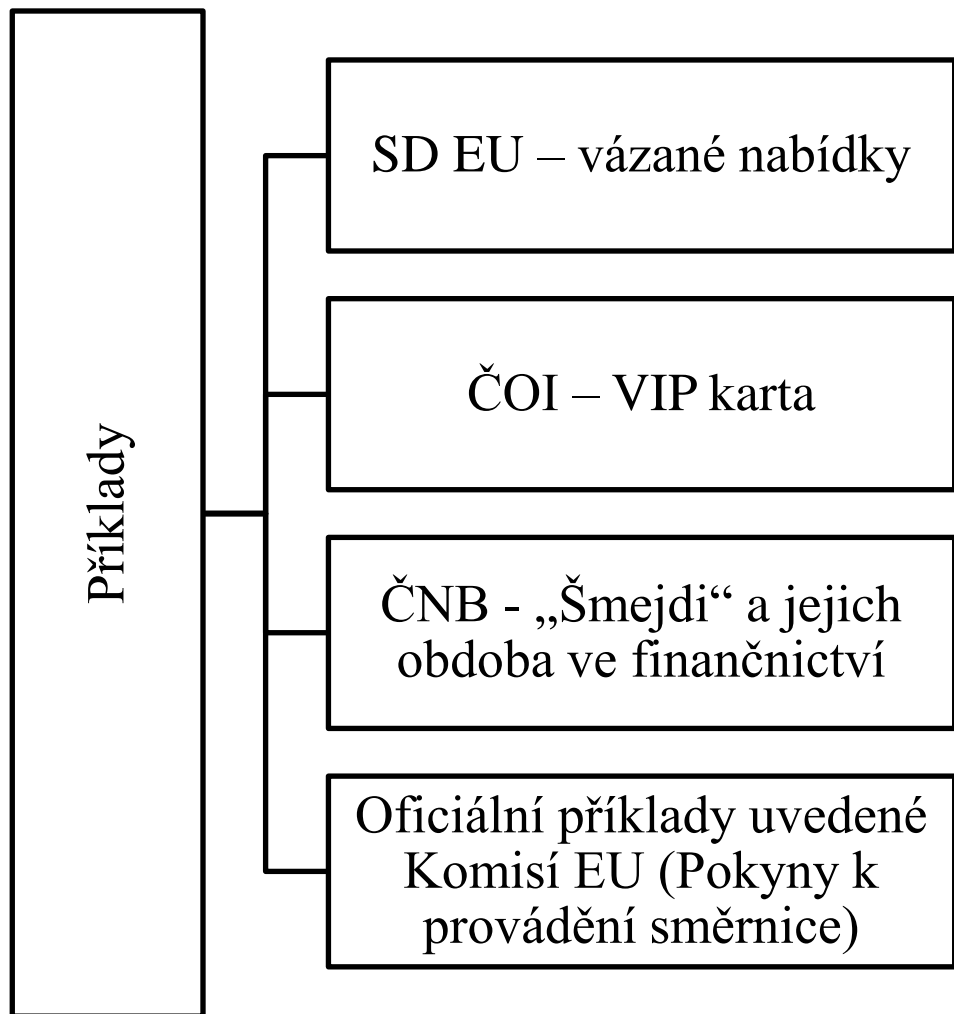 Příklady
SD EU – vázané nabídky
ČOI – VIP karta
ČNB - „Šmejdi“ a jejich
obdoba ve finančnictví
Oficiální příklady uvedené
Komisí EU (Pokyny k
provádění směrnice)